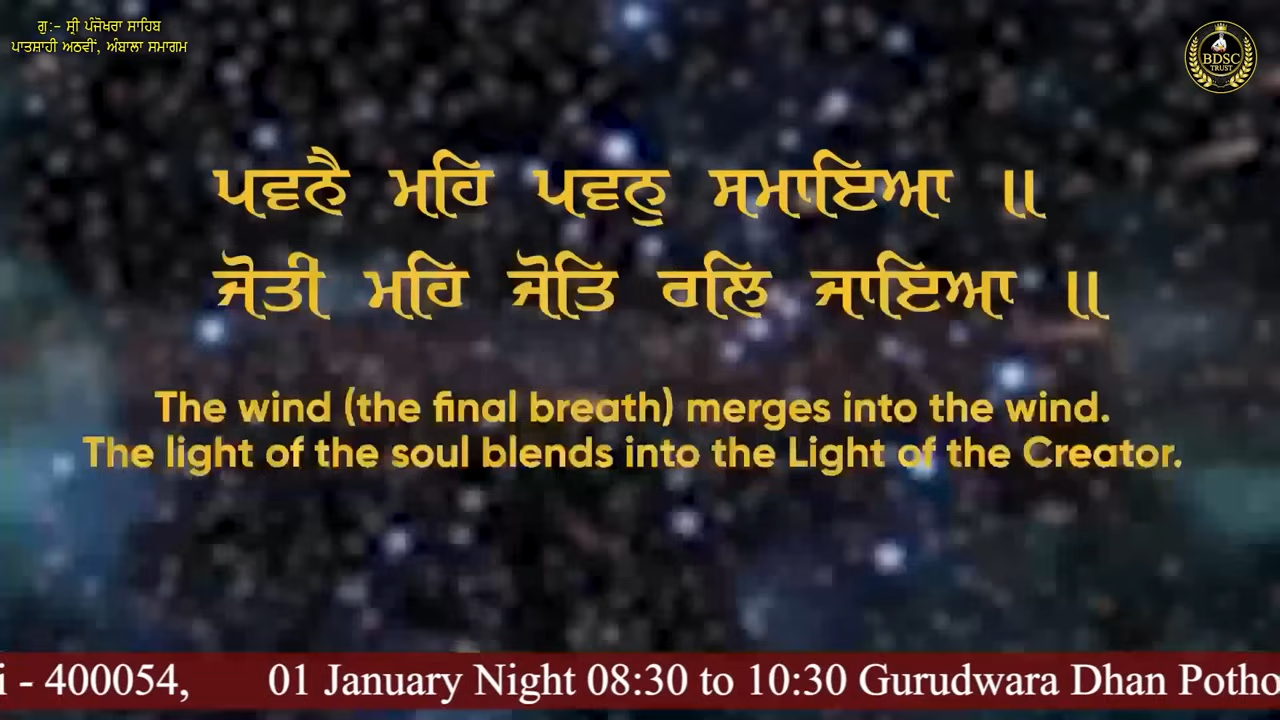 ਗੁ:- ਸ੍ਰੀ ਪੰਜੋਖਰਾ ਸਾਹਿਬ
ਪਾਤਸ਼ਾਹੀ ਅਠਵੀਂ, ਅੰਬਾਲਾ ਸਮਾਗਮ
BDSC
TRUST
ਪਵਨੈ ਮਹਿ ਪਵਨੁ ਸਮਾਇਆ ॥
ਜੋਤੀ ਮਹਿ ਜੋਤਿ ਰਲਿ ਜਾਇਆ ॥
The wind (the final breath) merges into the wind.
The light of the soul blends into the Light of the Creator.
i - 400054, 01 January Night 08:30 to 10:30 Gurudwara Dhan Potho